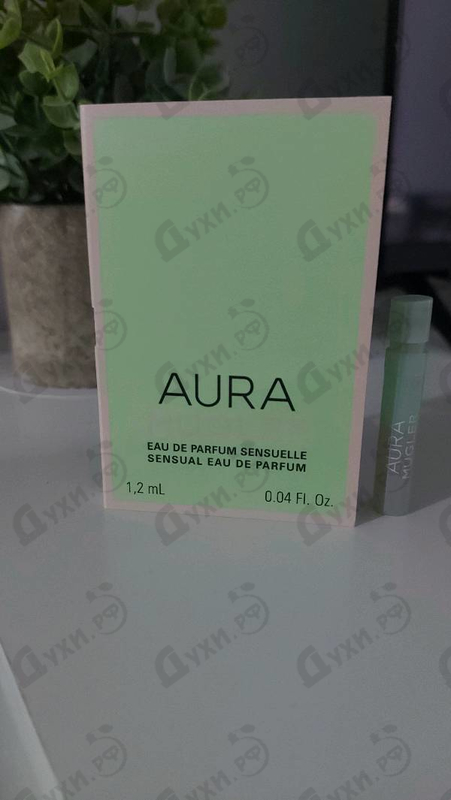 AURA
EAU DE PARFUM SENSUELLE
SENSUAL EAU DE PARFUM
1,2 mL 0.04 Fl. Oz.
AURA
MUGLER
Духи.рф